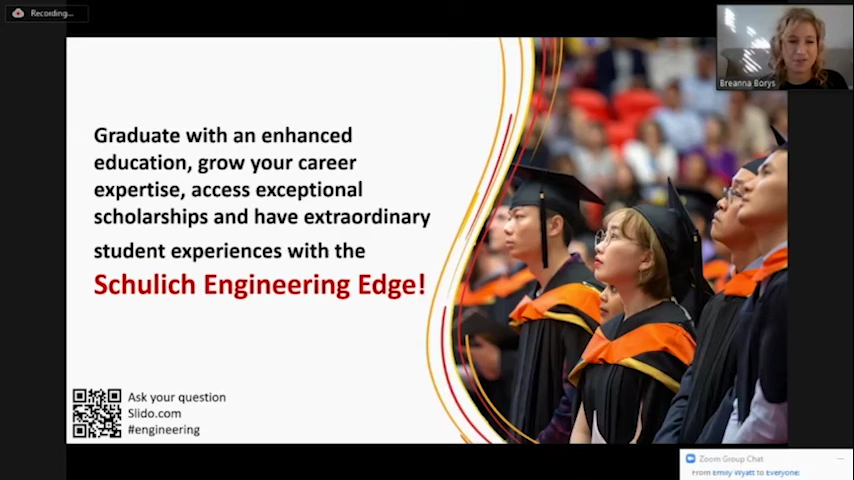 Recording...
Breanna Borys
Graduate with an enhanced
education, grow your career
expertise, access exceptional
scholarships and have extraordinary
student experiences with the
Schulich Engineering Edge!
Ask your question
Slido.com
#engineering
Zoom Group Chat
From Emily Wyatt to Everyone: